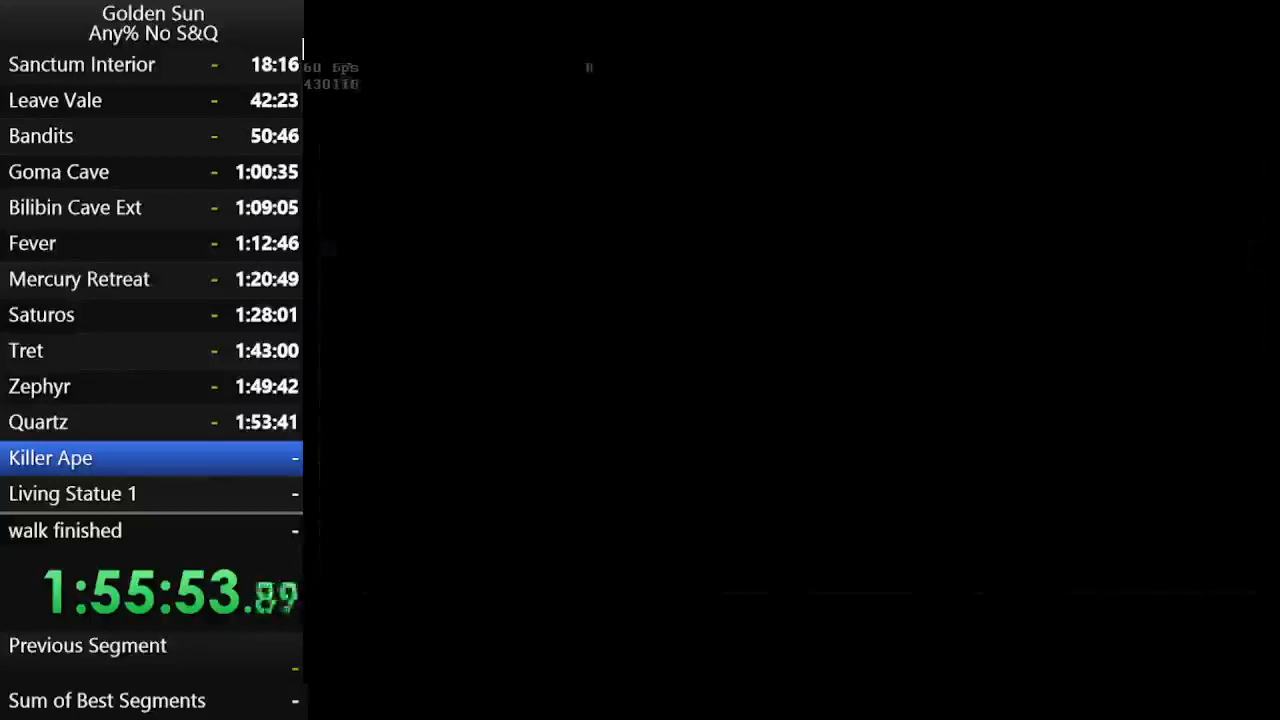 Golden Sun
Any% No S&Q
Sanctum Interior - 18:16
Leave Vale - 42:23
Bandits - 50:46
Goma Cave - 1:00:35
Bilibin Cave Ext - 1:09:05
Fever - 1:12:46
Mercury Retreat - 1:20:49
Saturos - 1:28:01
Tret - 1:43:00
Zephyr - 1:49:42
Quartz - 1:53:41
Killer Ape -
Living Statue 1 -
walk finished -
1:55:53.89
Previous Segment
-
Sum of Best Segments -
60 fps